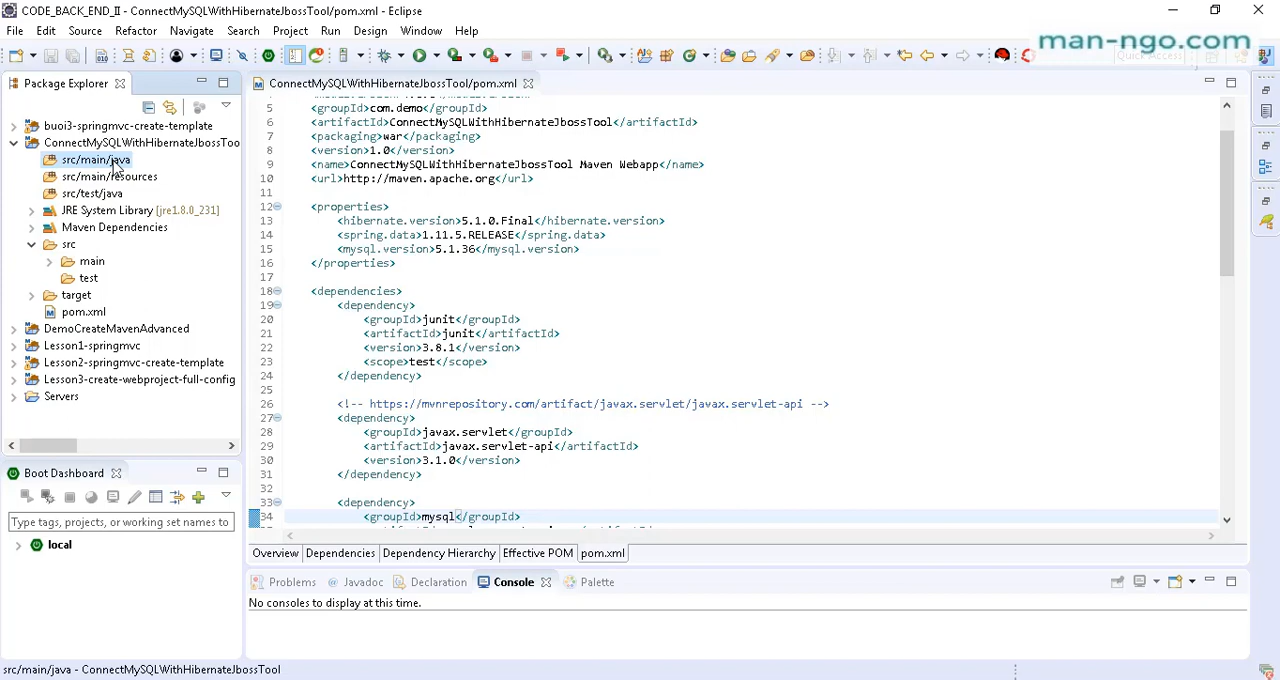 CODE_BACK_END_II - ConnectMySQLWithHibernateJbossTool/pom.xml - Eclipse
File Edit Source Refactor Navigate Search Project Run Design Window Help
man-ngo.com
Quick Access
Package Explorer
ConnectMySQLWithHibernateJbossTool/pom.xml
buoi3-springmvc-create-template
ConnectMySQLWithHibernateJbossToo
src/main/java
src/main/resources
src/test/java
JRE System Library [jre1.8.0_231]
Maven Dependencies
src
main
test
target
pom.xml
DemoCreateMavenAdvanced
Lesson1-springmvc
Lesson2-springmvc-create-template
Lesson3-create-webproject-full-config
Servers
5 <groupId>com.demo</groupId>
6 <artifactId>ConnectMySQLWithHibernateJbossTool</artifactId>
7 <packaging>war</packaging>
8 <version>1.0</version>
9 <name>ConnectMySQLWithHibernateJbossTool Maven Webapp</name>
10 <url>http://maven.apache.org</url>
11
12 <properties>
13 <hibernate.version>5.1.0.Final</hibernate.version>
14 <spring.data>1.11.5.RELEASE</spring.data>
15 <mysql.version>5.1.36</mysql.version>
16 </properties>
17
18 <dependencies>
19 <dependency>
20 <groupId>junit</groupId>
21 <artifactId>junit</artifactId>
22 <version>3.8.1</version>
23 <scope>test</scope>
24 </dependency>
25
26 <!-- https://mvnrepository.com/artifact/javax.servlet/javax.servlet-api -->
27 <dependency>
28 <groupId>javax.servlet</groupId>
29 <artifactId>javax.servlet-api</artifactId>
30 <version>3.1.0</version>
31 </dependency>
32
33 <dependency>
34 <groupId>mysql</groupId>
Overview Dependencies Dependency Hierarchy Effective POM pom.xml
Boot Dashboard
Type tags, projects, or working set names to
local
Problems @ Javadoc Declaration Console Palette
No consoles to display at this time.
src/main/java - ConnectMySQLWithHibernateJbossTool